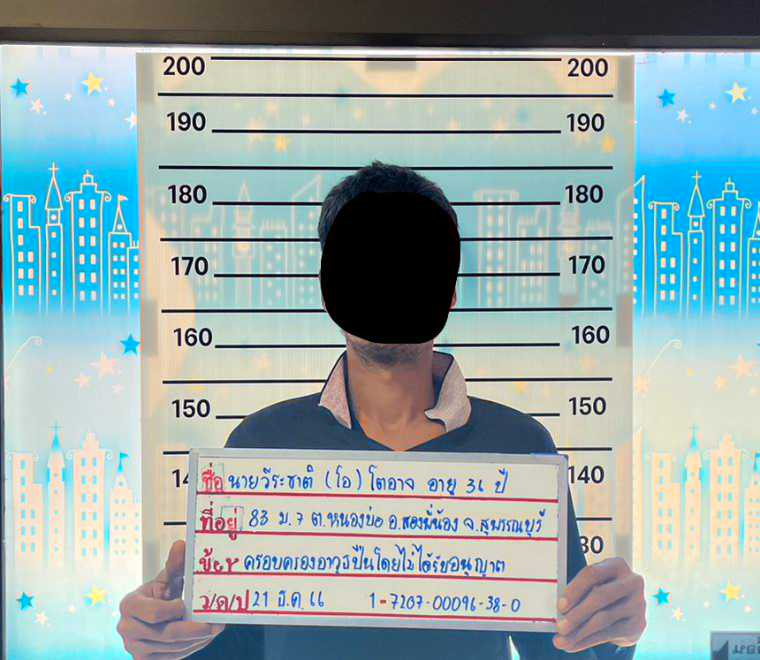 200 200
190 190
180 180
170 170
160 160
150 150
140
ชื่อ นายวีระชาติ (โอ) โตอาจ อายุ 36 ปี
ที่อยู่ 83 ม.7 ต.หนองบ่อ อ.สองพี่น้อง จ.สุพรรณบุรี
ครอบครองอาวุธปืนโดยไม่ได้รับอนุญาต
ว/ด/ป 21 ธ.ค. 66 1-7207-00096-38-0